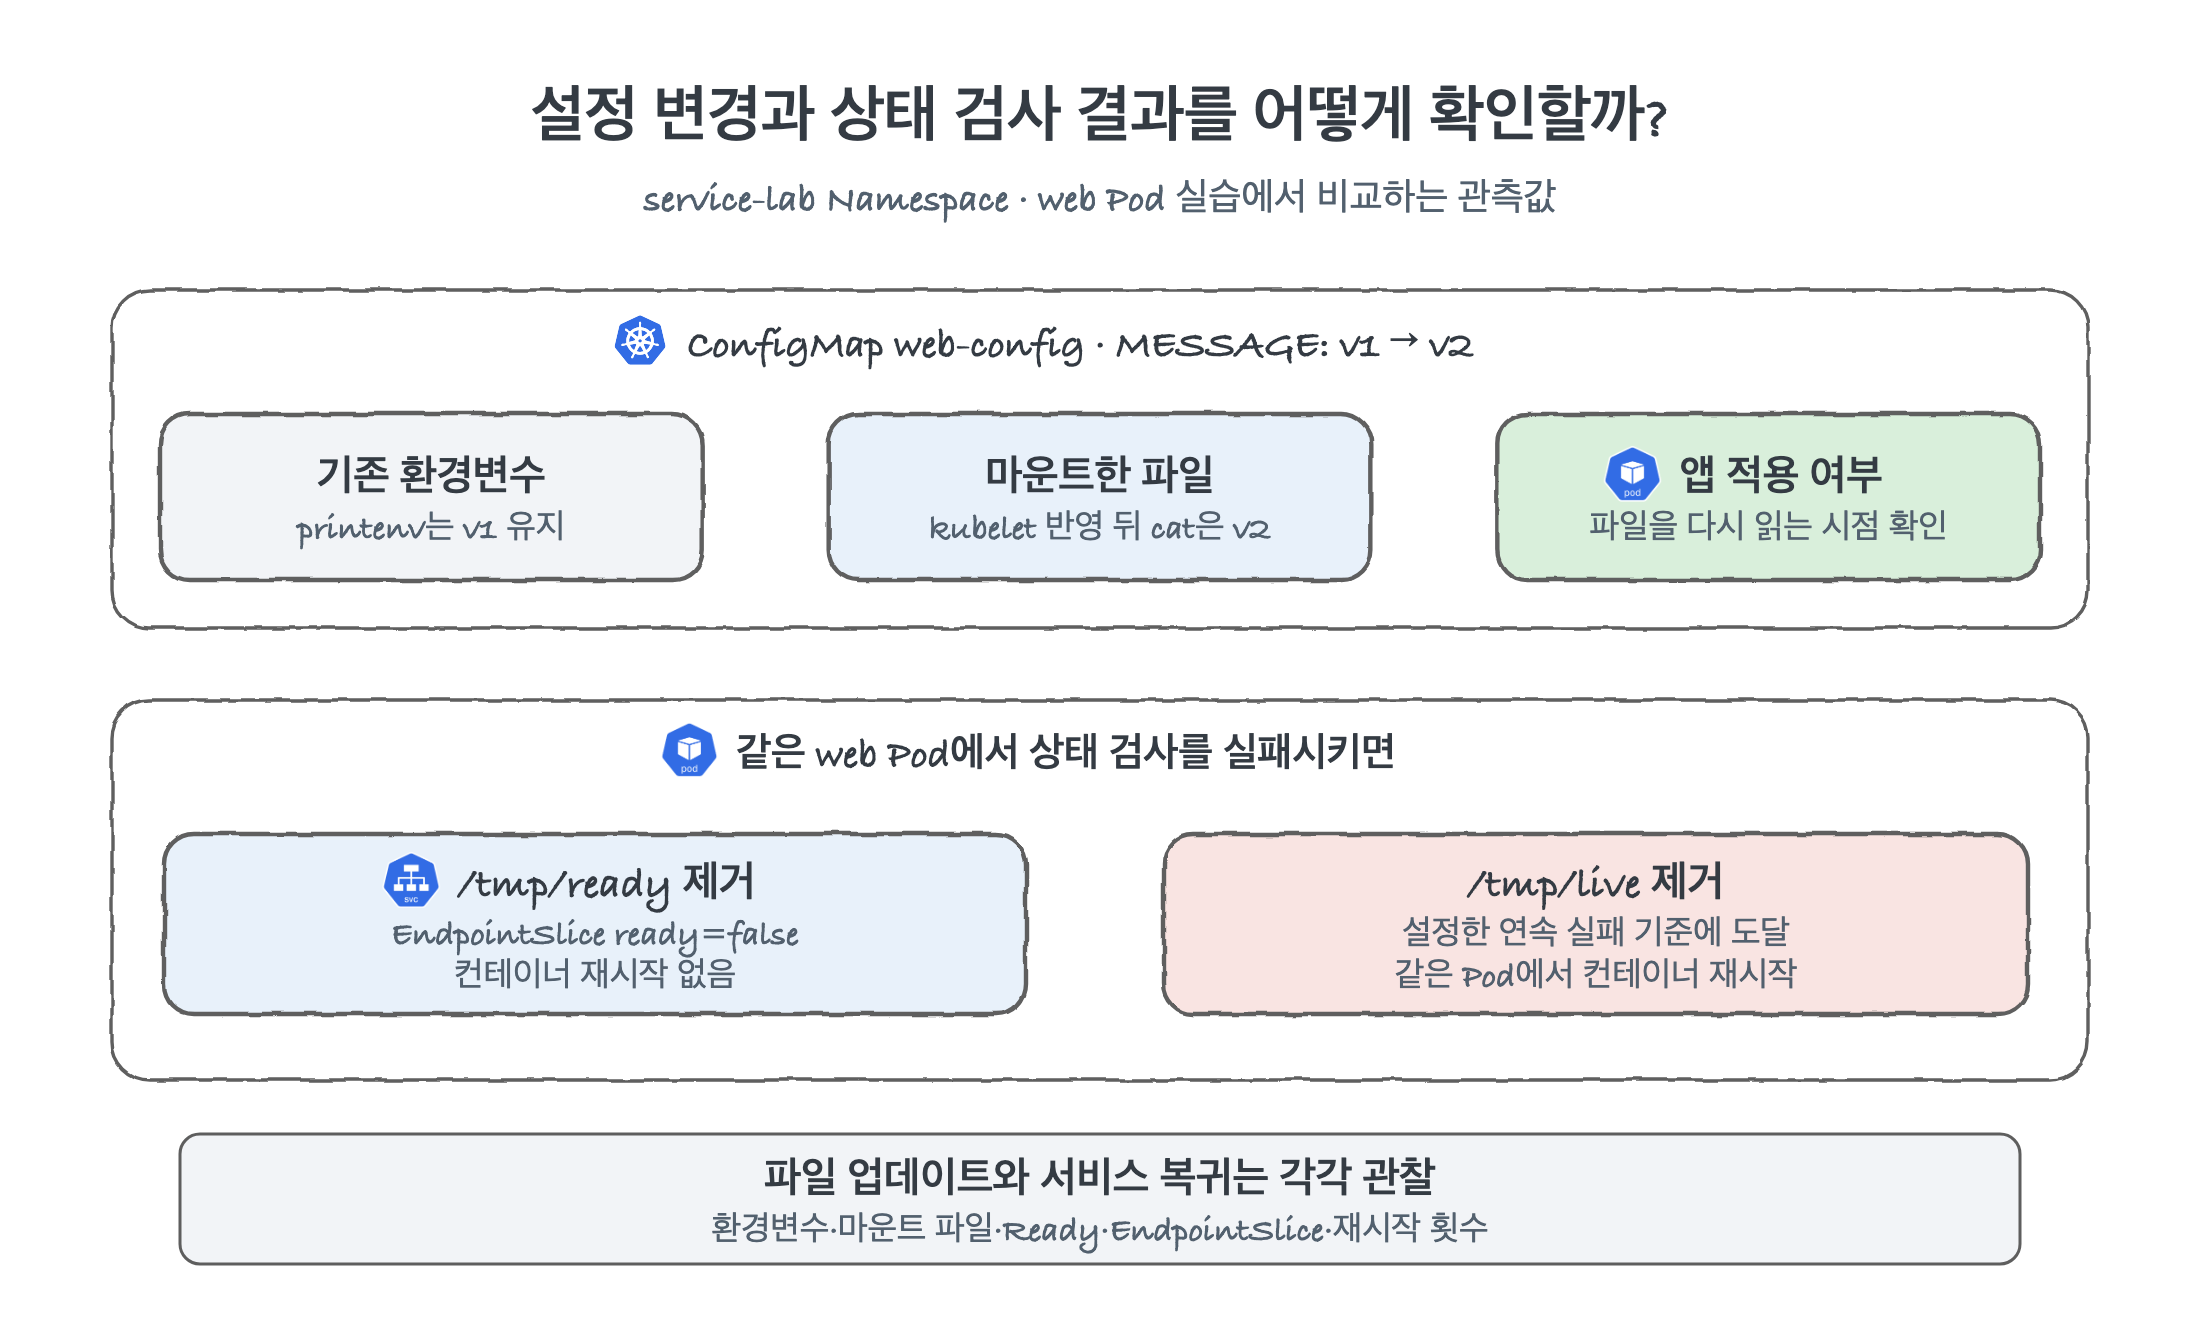 설정 변경과 상태 검사 결과를 어떻게 확인할까?
service-lab Namespace · web Pod 실습에서 비교하는 관측값
ConfigMap web-config · MESSAGE: v1 → v2
기존 환경변수
printenv는 v1 유지
마운트한 파일
kubelet 반영 뒤 cat은 v2
pod
앱 적용 여부
파일을 다시 읽는 시점 확인
pod
같은 web Pod에서 상태 검사를 실패시키면
svc
/tmp/ready 제거
EndpointSlice ready=false
컨테이너 재시작 없음
/tmp/live 제거
설정한 연속 실패 기준에 도달
같은 Pod에서 컨테이너 재시작
파일 업데이트와 서비스 복귀는 각각 관찰
환경변수·마운트 파일·Ready·EndpointSlice·재시작 횟수